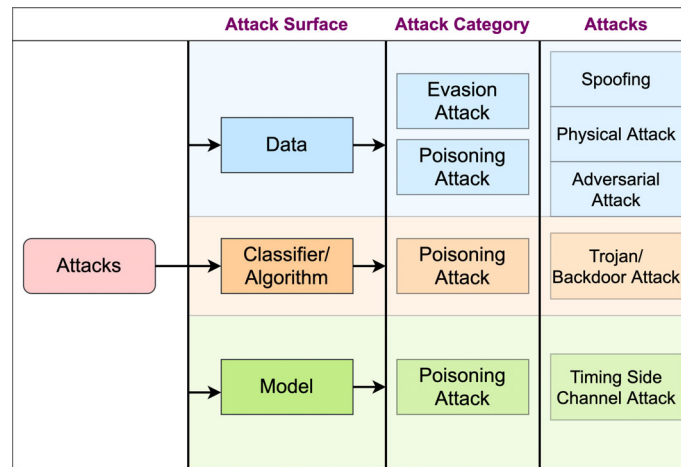 Attack Surface
Attack Category
Attacks
Data
Evasion
Attack
Poisoning
Attack
Spoofing
Physical Attack
Adversarial
Attack
Attacks
Classifier/
Algorithm
Poisoning
Attack
Trojan/
Backdoor Attack
Model
Poisoning
Attack
Timing Side
Channel Attack